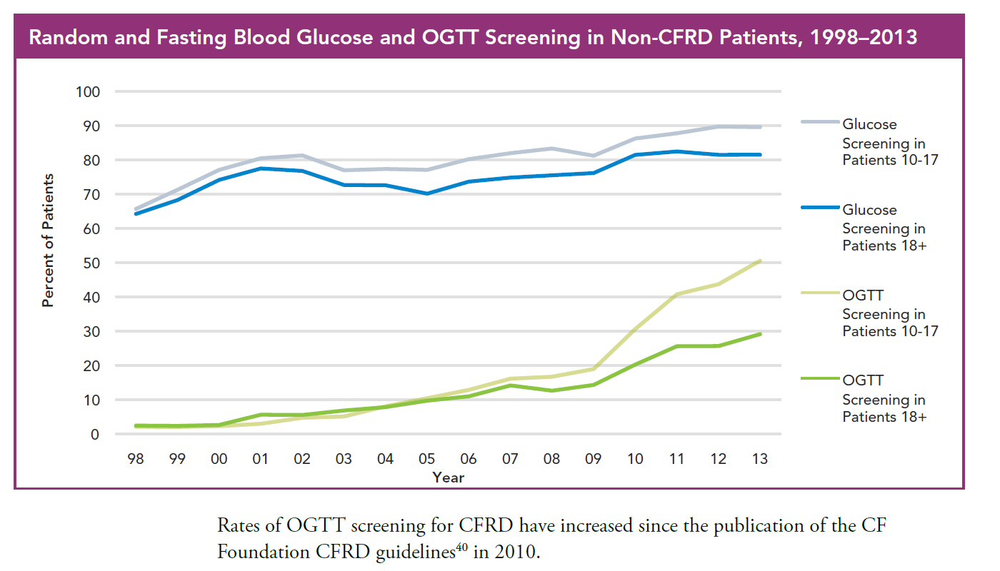 Random and Fasting Blood Glucose and OGTT Screening in Non-CFRD Patients, 1998–2013
100
90
80
70
60
50
40
30
20
10
0
Percent of Patients
98 99 00 01 02 03 04 05 06 07 08 09 10 11 12 13
Year
Glucose
Screening in
Patients 10-17
Glucose
Screening in
Patients 18+
OGTT
Screening in
Patients 10-17
OGTT
Screening in
Patients 18+
Rates of OGTT screening for CFRD have increased since the publication of the CF
Foundation CFRD guidelines⁴⁰ in 2010.